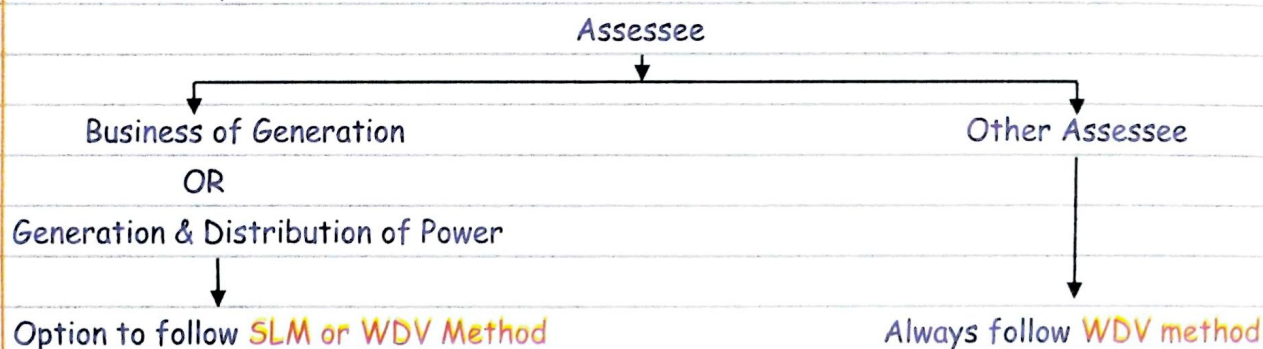 Assessee
Business of Generation
Other Assessee
OR
Generation & Distribution of Power
Option to follow SLM or WDV Method
Always follow WDV method